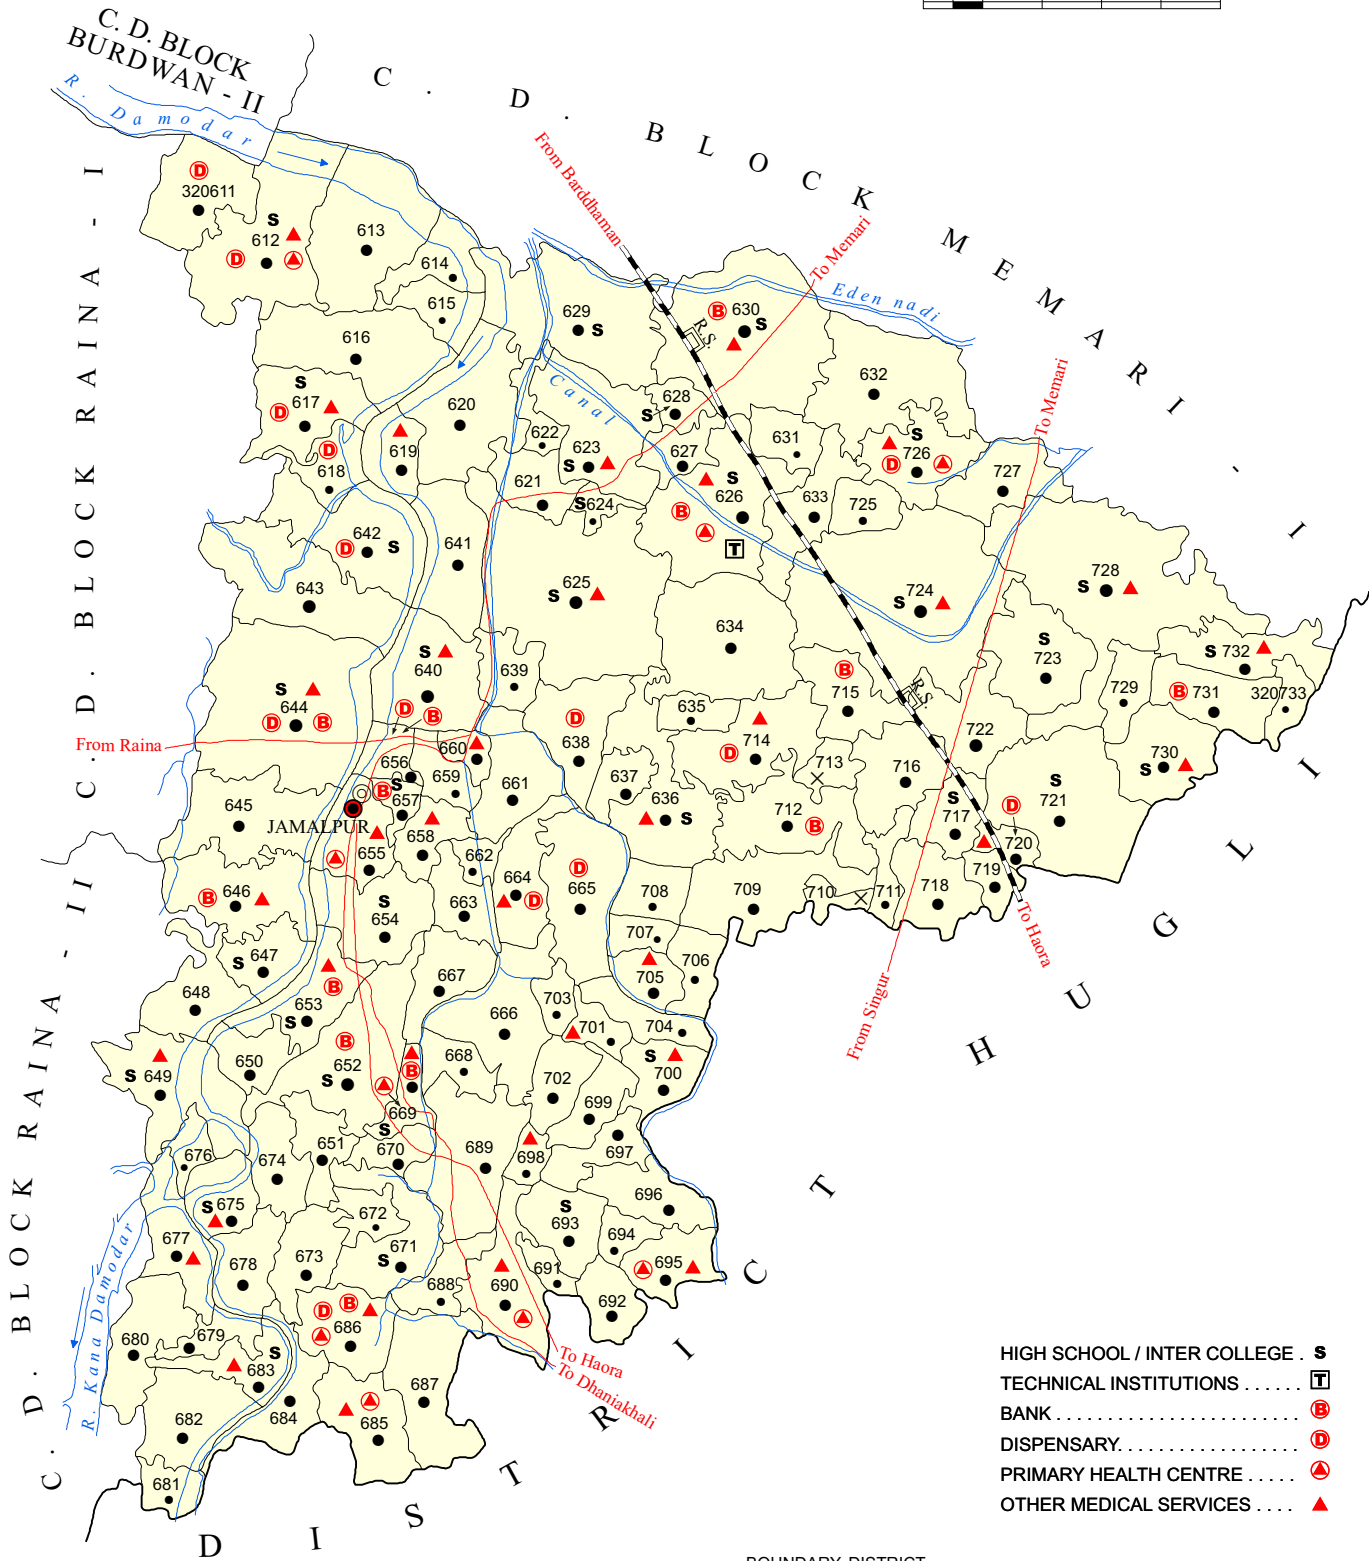 C. D. BLOCK
BURDWAN - II
C. D. BLOCK MEMARI - I
C. D. BLOCK RAINA - I
C. D. BLOCK RAINA - II
HUGLI
DISTRICT
R. Damodar
Eden nadi
Canal
R. Kana Damodar
From Barddhaman
To Memari
To Memari
From Raina
From Singur
To Haora
To Haora
To Dhaniakhali
R.S.
R.S.
JAMALPUR
D
320611
S
612
D
613
614
615
616
S
617
D
D
618
619
620
629 S
B 630 S
632
S 628
631
622
623
S
627
S
726
D
727
621
S 624
S
626
B
T
633
725
D 642 S
641
643
S 625
634
S 724
S 728
S
723
S 732
729
B 731
320733
S
640
639
S
644
D B
D B
D
638
635
D 714
B
715
713
722
716
730
S
660
656
659
S
B
657
661
637
636 S
712 B
S
717
D
S
721
720
645
658
655
662
664
D
D
665
708
709
710
711
718
719
B 646
S
654
663
707
706
705
S 647
B
653
S
667
648
703
666
701
704
S 649
650
B
652
S
B
668
S
700
702
699
669
S
670
651
674
676
689
698
697
S 675
672
696
S
693
694
677
678
673
S 671
691
695
688
690
692
680
679
S
683
D B
686
684
687
682
685
681
HIGH SCHOOL / INTER COLLEGE . S
TECHNICAL INSTITUTIONS . . . . . . T
BANK . . . . . . . . . . . . . . . . . . . . . . . . B
DISPENSARY. . . . . . . . . . . . . . . . . . D
PRIMARY HEALTH CENTRE . . . . .
OTHER MEDICAL SERVICES . . . .
BOUNDARY, DISTRICT